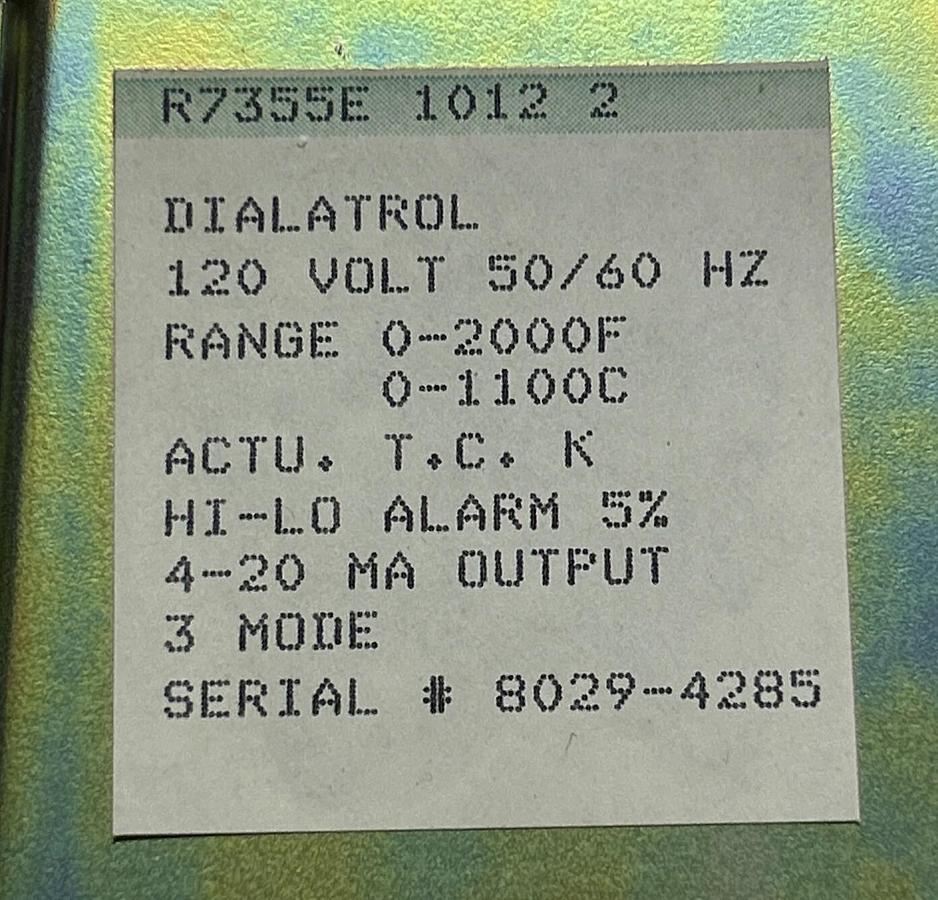 R7355E 1012 2
DIALATROL
120 VOLT 50/60 HZ
RANGE 0-2000F
0-1100C
ACTU. T.C. K
HI-LO ALARM 5%
4-20 MA OUTPUT
3 MODE
SERIAL # 8029-4285